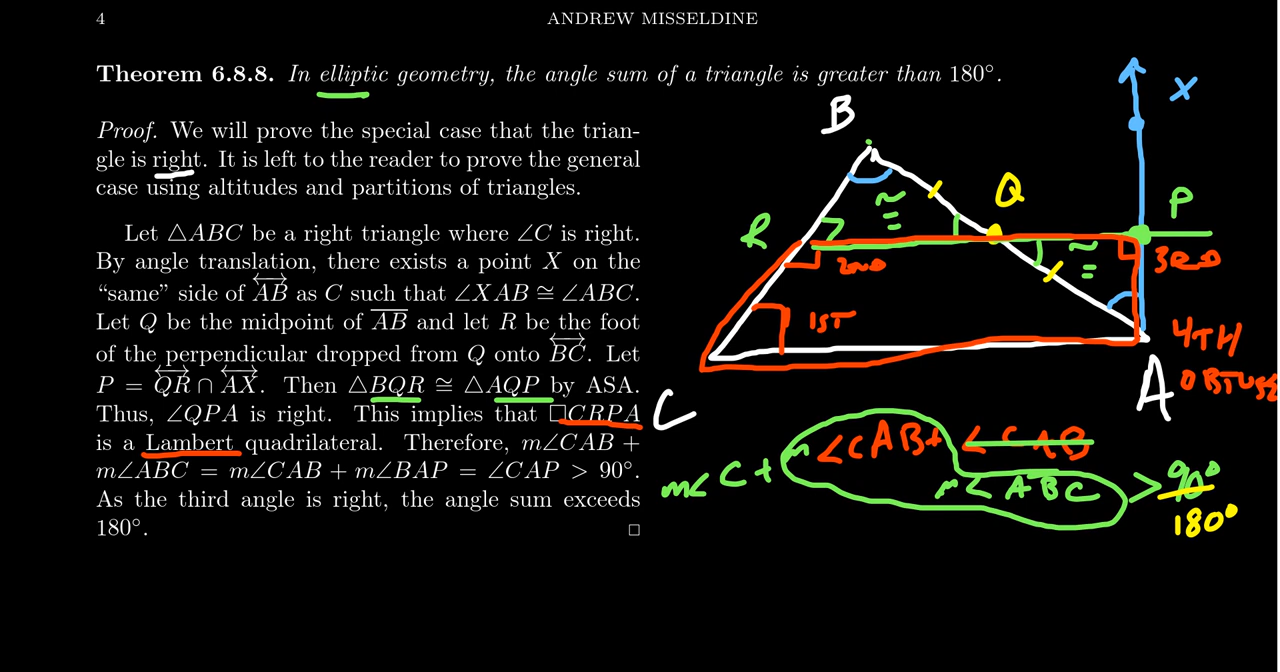 4
ANDREW MISSELDINE
Theorem 6.8.8. In elliptic geometry, the angle sum of a triangle is greater than 180°.
Proof. We will prove the special case that the trian-
gle is right. It is left to the reader to prove the general
case using altitudes and partitions of triangles.
Let △ABC be a right triangle where ∠C is right.
By angle translation, there exists a point X on the
“same” side of \overleftrightarrow{AB} as C such that ∠XAB ≅ ∠ABC.
Let Q be the midpoint of \overline{AB} and let R be the foot
of the perpendicular dropped from Q onto \overleftrightarrow{BC}. Let
P = \overleftrightarrow{QR} ∩ \overleftrightarrow{AX}. Then △BQR ≅ △AQP by ASA.
Thus, ∠QPA is right. This implies that □CRPA
is a Lambert quadrilateral. Therefore, m∠CAB +
m∠ABC = m∠CAB + m∠BAP = ∠CAP > 90°.
As the third angle is right, the angle sum exceeds
180°. □
B
X
Q
P
≅
R
≅
2ND
3RD
1ST
4TH
OBTUSE
A
C
m∠C + m∠CAB + ∠CAB
m∠ABC > 90°
180°